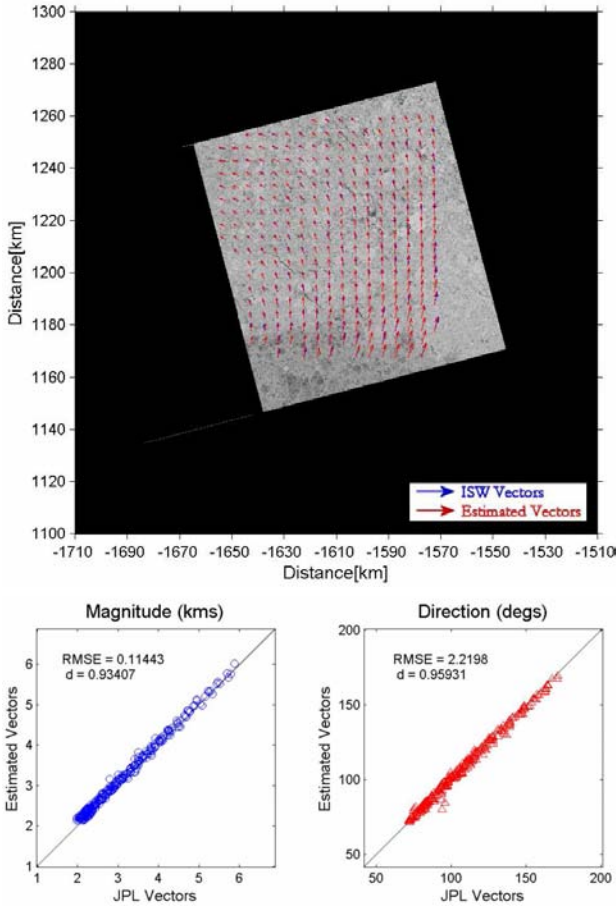 1300
1280
1260
1240
1220
1200
1180
1160
1140
1120
1100
Distance[km]
-1710 -1690 -1670 -1650 -1630 -1610 -1590 -1570 -1550 -1530 -1510
Distance[km]
ISW Vectors
Estimated Vectors
Magnitude (kms)
RMSE = 0.11443
d = 0.93407
6
5
4
3
2
1
Estimated Vectors
1 2 3 4 5 6
JPL Vectors
Direction (degs)
RMSE = 2.2198
d = 0.95931
200
150
100
50
Estimated Vectors
50 100 150 200
JPL Vectors